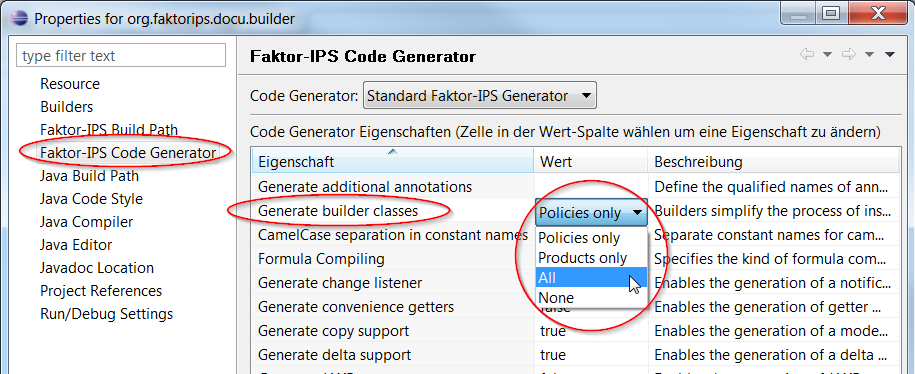 Properties for org.faktorips.docu.builder
type filter text
Resource
Builders
Faktor-IPS Build Path
Faktor-IPS Code Generator
Java Build Path
Java Code Style
Java Compiler
Java Editor
Javadoc Location
Project References
Run/Debug Settings
Faktor-IPS Code Generator
Code Generator: Standard Faktor-IPS Generator
Code Generator Eigenschaften (Zelle in der Wert-Spalte wählen um eine Eigenschaft zu ändern)
Eigenschaft Wert Beschreibung
Generate additional annotations Define the qualified names of ann...
Generate builder classes Policies only Builders simplify the process of ins...
CamelCase separation in constant names Policies only Separate constant names for cam...
Formula Compiling Products only Specifies the kind of formula com...
Generate change listener All Enables the generation of a notific...
Generate convenience getters None false Enables the generation of getter ...
Generate copy support true Enables the generation of a mode...
Generate delta support true Enables the generation of a delta ...